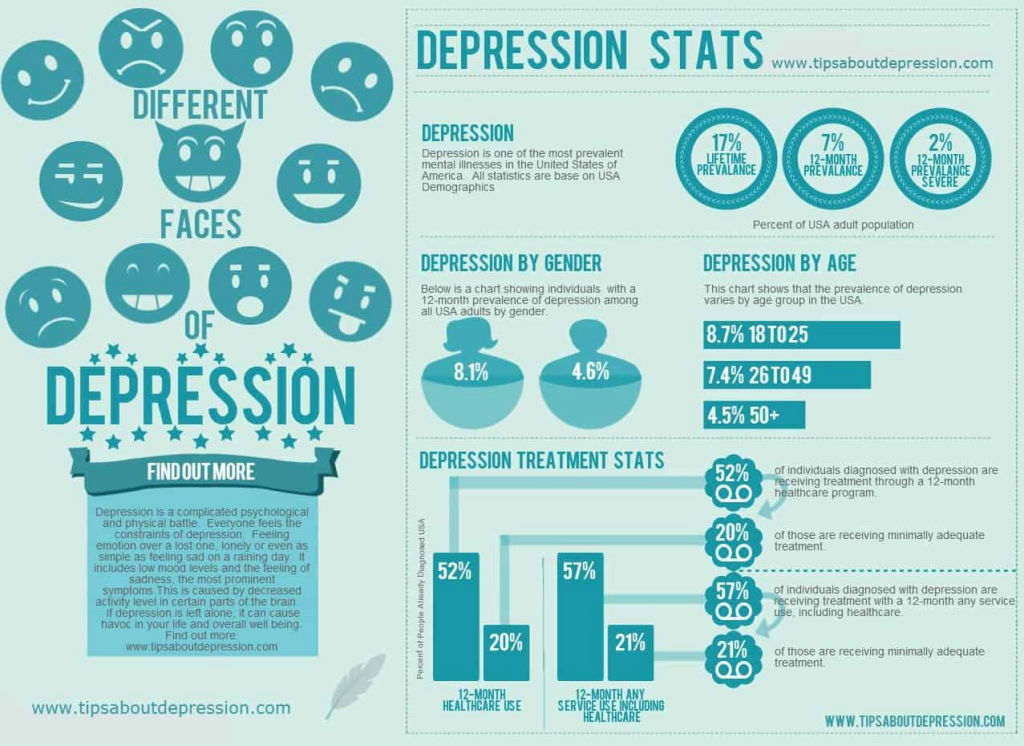 DIFFERENT
FACES
OF
DEPRESSION
FIND OUT MORE
Depression is a complicated psychological
and physical battle. Everyone feels the
constraints of depression. Feeling
emotion over a lost one, lonely or even as
simple as feeling sad on a raining day. It
includes low mood levels and the feeling of
sadness, the most prominent
symptoms.This is caused by decreased
activity level in certain parts of the brain.
If depression is left alone, it can cause
havoc in your life and overall well being.
Find out more:
www.tipsaboutdepression.com
www.tipsaboutdepression.com
DEPRESSION STATS www.tipsaboutdepression.com
DEPRESSION
Depression is one of the most prevalent
mental illnesses in the United States of
America. All statistics are base on USA
Demographics
17%
LIFETIME
PREVALANCE
7%
12-MONTH
PREVALANCE
2%
12-MONTH
PREVALANCE
SEVERE
Percent of USA adult population
DEPRESSION BY GENDER
Below is a chart showing individuals with a
12-month prevalence of depression among
all USA adults by gender.
8.1%
4.6%
DEPRESSION BY AGE
This chart shows that the prevalence of depression
varies by age group in the USA.
8.7% 18 TO 25
7.4% 26 TO 49
4.5% 50+
DEPRESSION TREATMENT STATS
Percent of People Already Diagnosed USA
52%
20%
12-MONTH
HEALTHCARE USE
57%
21%
12-MONTH ANY
SERVICE USE INCLUDING
HEALTHCARE
52%
of individuals diagnosed with depression are
receiving treatment through a 12-month
healthcare program.
20%
of those are receiving minimally adequate
treatment.
57%
of individuals diagnosed with depression are
receiving treatment with a 12-month any service
use, including healthcare.
21%
of those are receiving minimally adequate
treatment.
WWW.TIPSABOUTDEPRESSION.COM